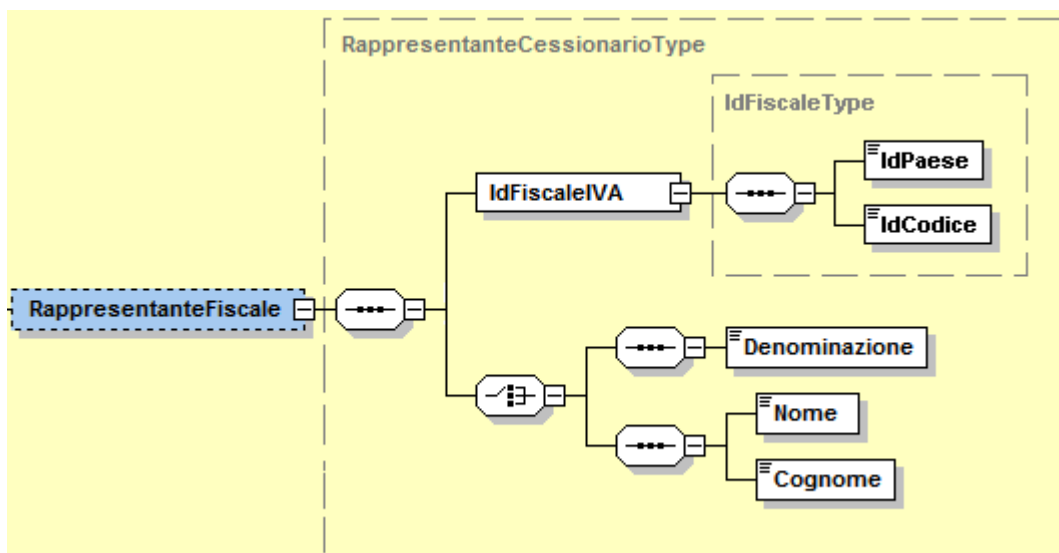 RappresentanteCessionarioType
IdFiscaleType
IdPaese
IdFiscaleIVA
IdCodice
RappresentanteFiscale
Denominazione
Nome
Cognome